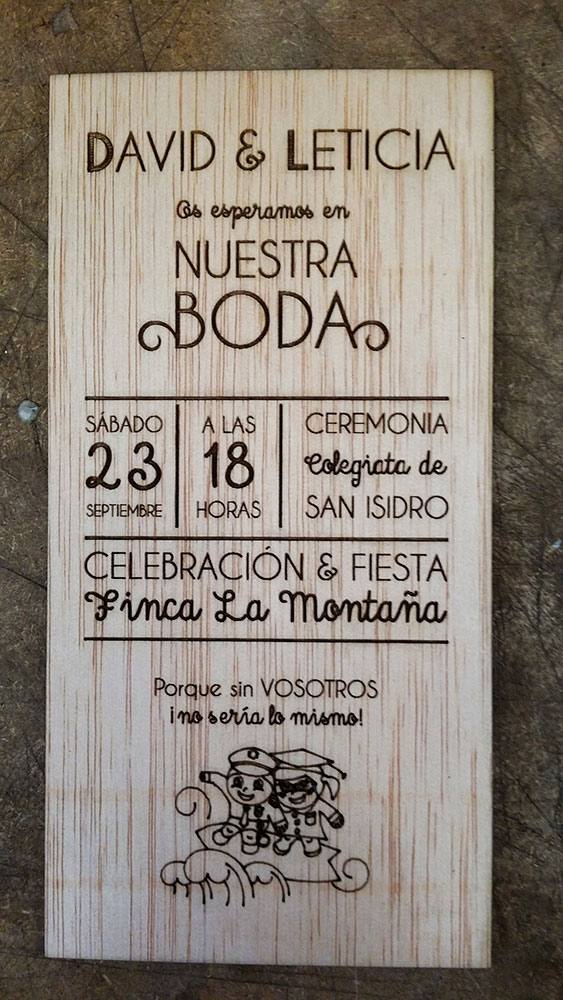 DAVID & LETICIA
Os esperamos en
NUESTRA
BODA
SÁBADO
23
SEPTIEMBRE
A LAS
18
HORAS
CEREMONIA
Colegiata de
SAN ISIDRO
CELEBRACIÓN & FIESTA
Finca La Montaña
Porque sin VOSOTROS
¡no sería lo mismo!